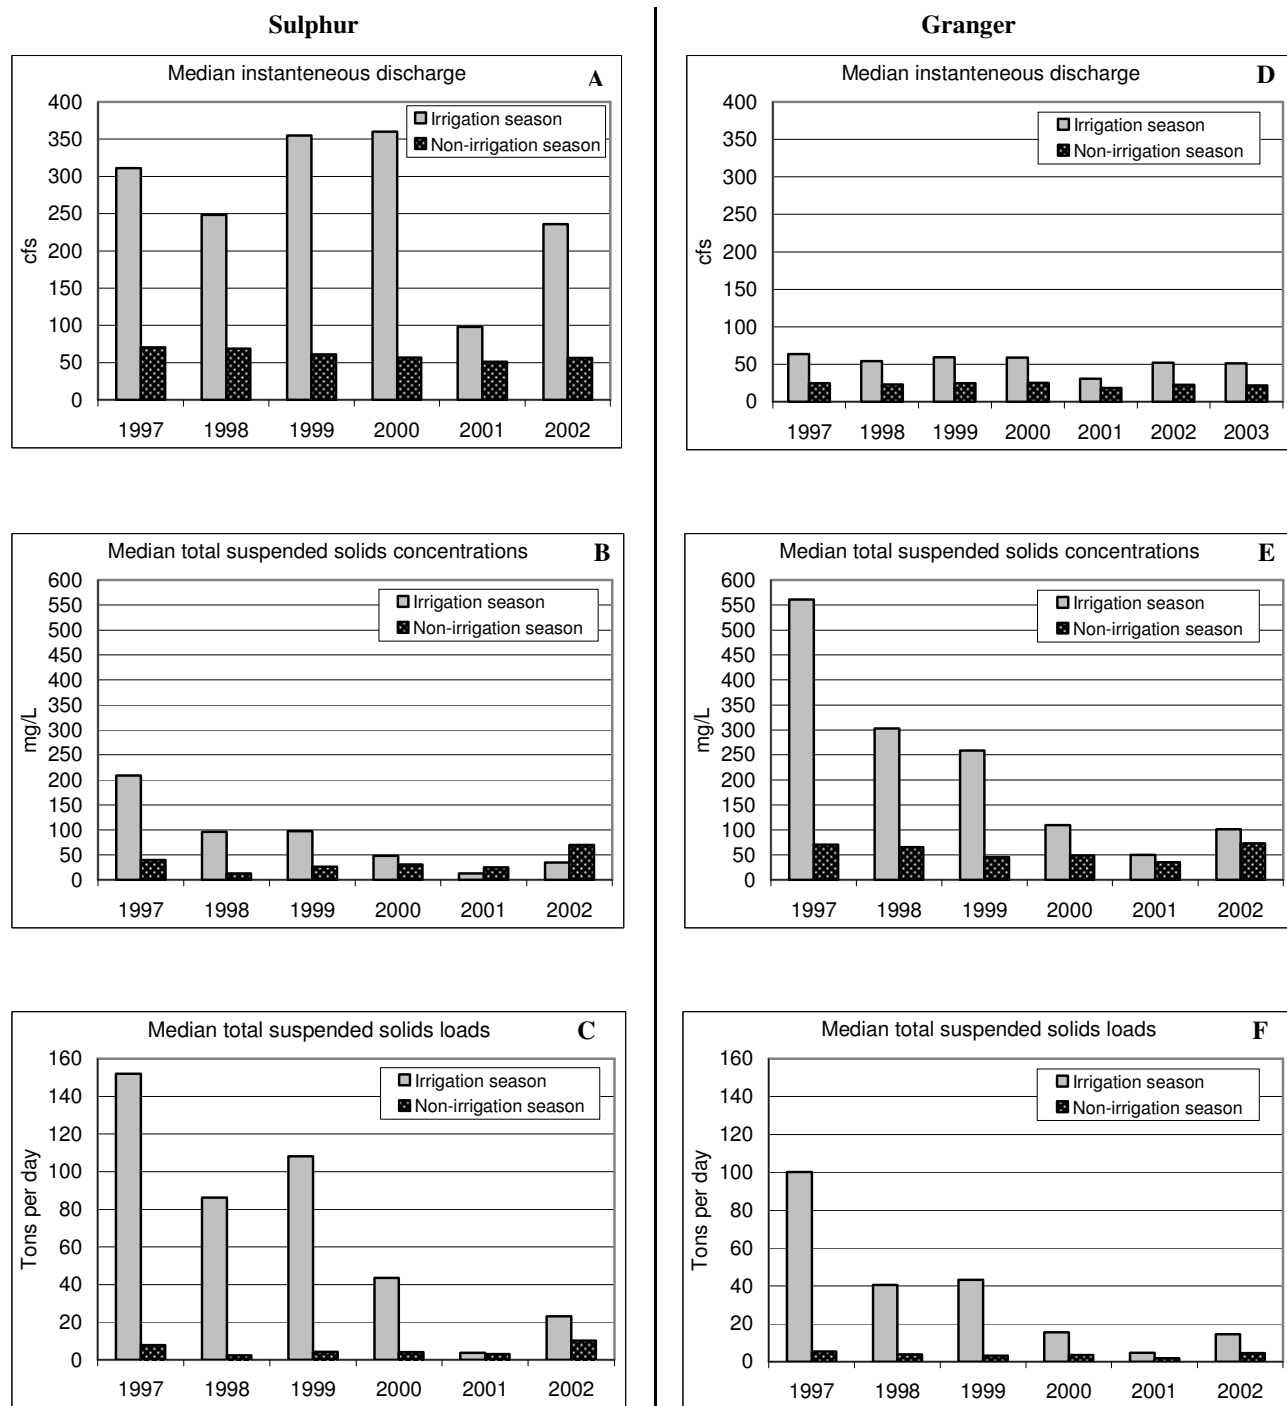 Sulphur
Granger
Median instanteneous discharge A
400
350
300
250
200
150
100
50
0
cfs
Irrigation season
Non-irrigation season
1997 1998 1999 2000 2001 2002
Median instanteneous discharge D
400
350
300
250
200
150
100
50
0
cfs
Irrigation season
Non-irrigation season
1997 1998 1999 2000 2001 2002 2003
Median total suspended solids concentrations B
600
550
500
450
400
350
300
250
200
150
100
50
0
mg/L
Irrigation season
Non-irrigation season
1997 1998 1999 2000 2001 2002
Median total suspended solids concentrations E
600
550
500
450
400
350
300
250
200
150
100
50
0
mg/L
Irrigation season
Non-irrigation season
1997 1998 1999 2000 2001 2002
Median total suspended solids loads C
160
140
120
100
80
60
40
20
0
Tons per day
Irrigation season
Non-irrigation season
1997 1998 1999 2000 2001 2002
Median total suspended solids loads F
160
140
120
100
80
60
40
20
0
Tons per day
Irrigation season
Non-irrigation season
1997 1998 1999 2000 2001 2002